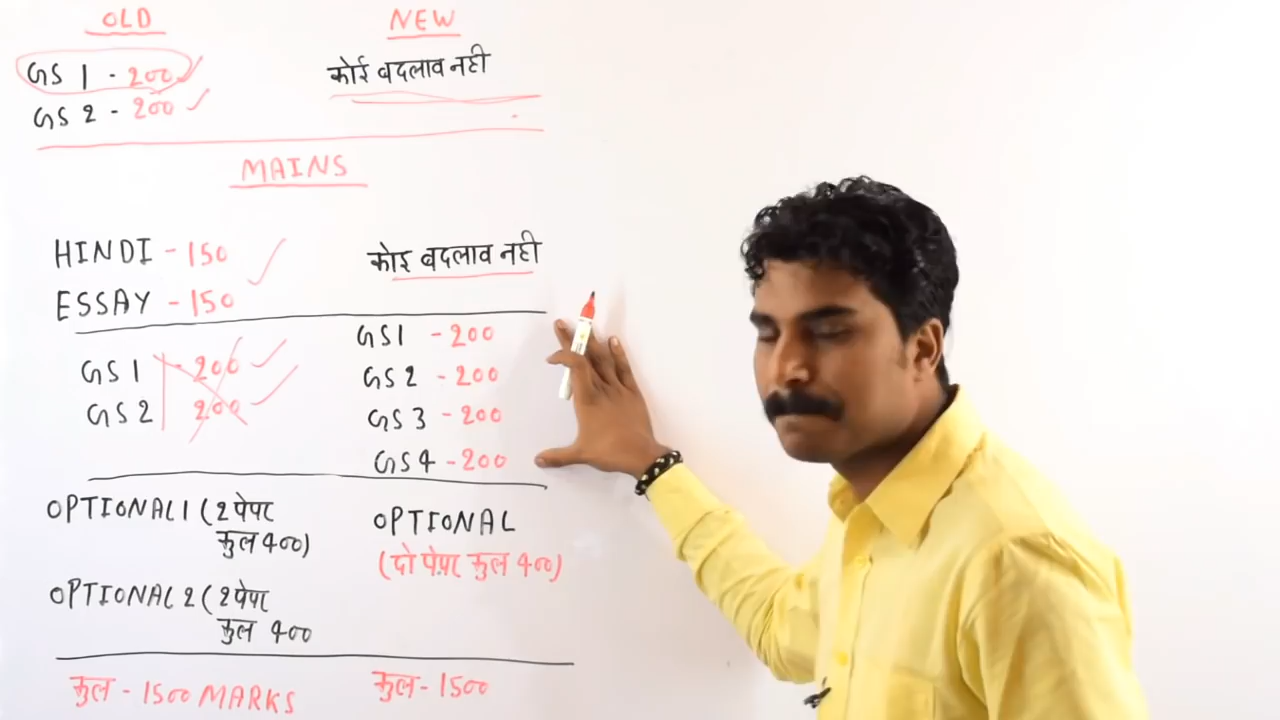 OLD NEW
GS 1 - 200 कोई बदलाव नही
GS 2 - 200
MAINS
HINDI - 150 कोइ बदलाव नही
ESSAY - 150
GS1 - 200
GS 1 - 200 GS 2 - 200
GS 2 200 GS 3 - 200
GS4 - 200
OPTIONAL 1 ( 2 पेपर OPTIONAL
कुल 400) (दो पेपर कुल 400)
OPTIONAL 2 ( 2 पेपर
कुल 400
कुल - 1500 MARKS कुल - 1500